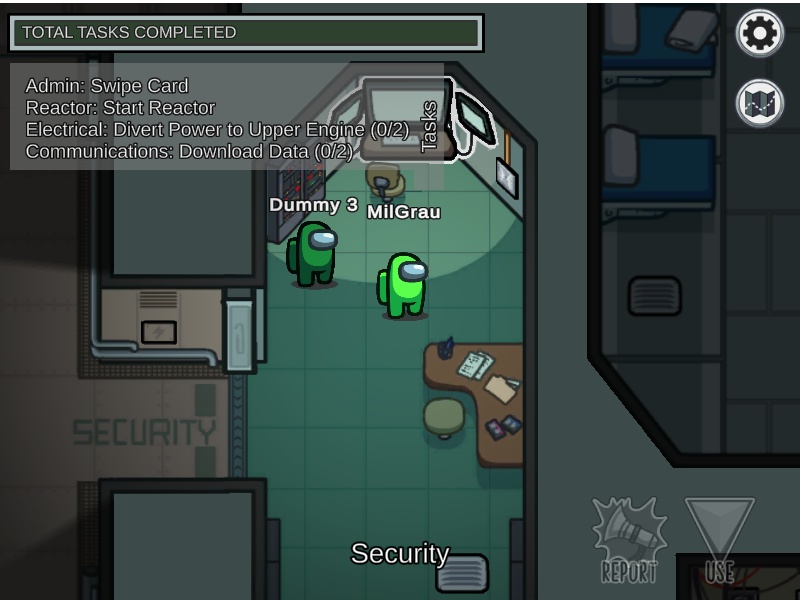 TOTAL TASKS COMPLETED
Admin: Swipe Card
Reactor: Start Reactor
Electrical: Divert Power to Upper Engine (0/2)
Communications: Download Data (0/2)
Tasks
Dummy 3
MilGrau
SECURITY
Security
REPORT
USE